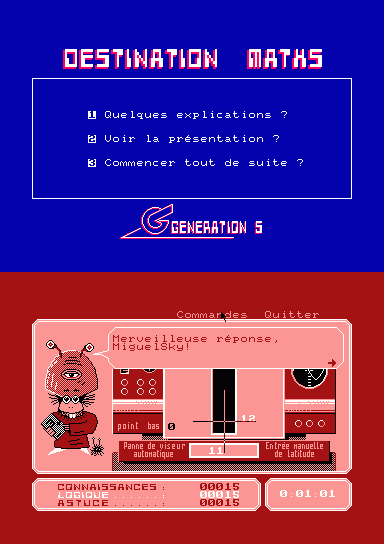 DESTINATION MATHS
1 Quelques explications ?
2 Voir la présentation ?
3 Commencer tout de suite ?
GENERATION 5
Commandes Quitter
Merveilleuse réponse,
MiguelSky!
12
point bas 0
Panne de viseur
automatique
11
Entrée manuelle
de latitude
CONNAISSANCES : 00015
LOGIQUE ...... : 00015
ASTUCE ....... : 00015
0:01:01